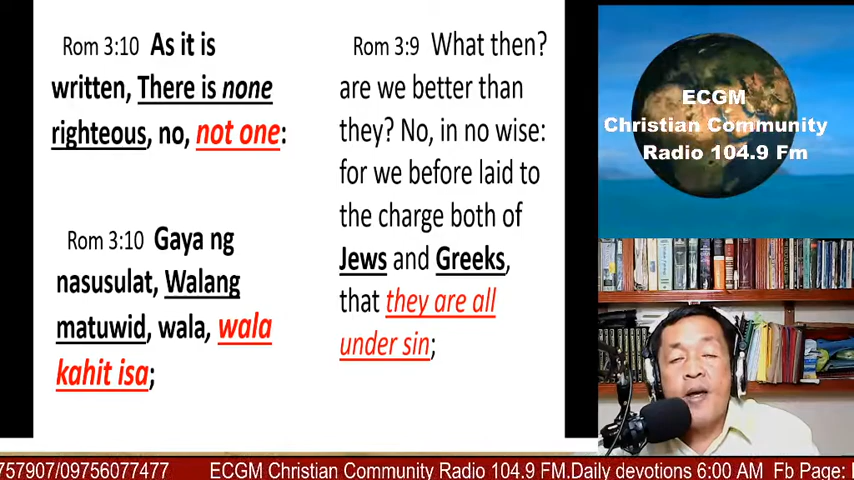 Rom 3:10 As it is
written, There is none
righteous, no, not one:
Rom 3:10 Gaya ng
nasusulat, Walang
matuwid, wala, wala
kahit isa;
Rom 3:9 What then?
are we better than
they? No, in no wise:
for we before laid to
the charge both of
Jews and Greeks,
that they are all
under sin;
ECGM
Christian Community
Radio 104.9 Fm
757907/09756077477 ECGM Christian Community Radio 104.9 FM.Daily devotions 6:00 AM Fb Page: